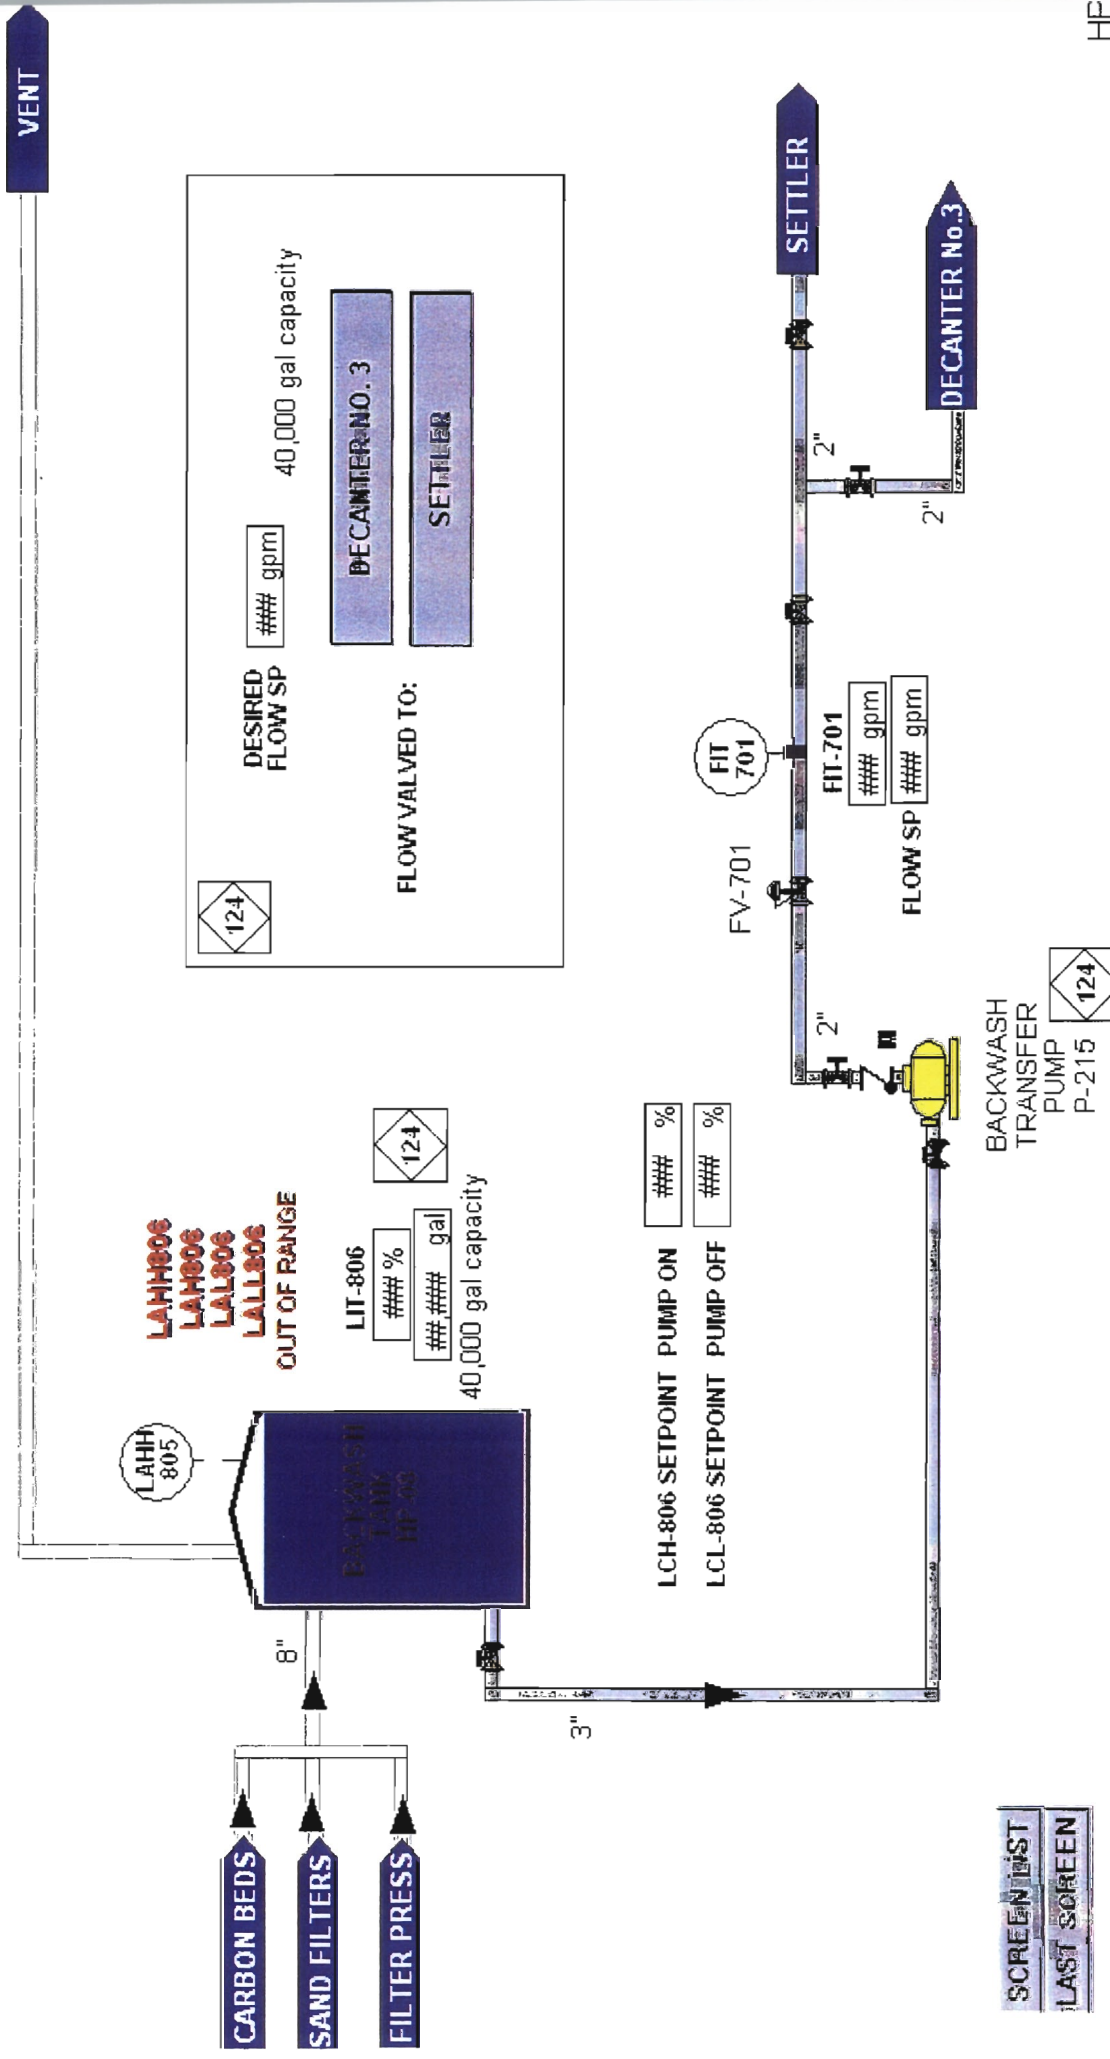 VENT
CARBON BEDS
SAND FILTERS
FILTER PRESS
8"
LAHH
805
BACKWASH
TANK
LAHH806
LAH806
LAL806
LALL806
OUT OF RANGE
LIT-806
### %
##,### gal
40,000 gal capacity
124
124
DESIRED
FLOW SP
### gpm
40,000 gal capacity
FLOW VALVED TO:
DECANTER NO. 3
SETTLER
3"
LCH-806 SETPOINT PUMP ON
### %
LCL-806 SETPOINT PUMP OFF
### %
FV-701
FIT
701
2"
FIT-701
### gpm
FLOW SP
### gpm
2"
2"
SETTLER
DECANTER No.3
BACKWASH
TRANSFER
PUMP
P-215
124
SCREEN LIST
LAST SCREEN